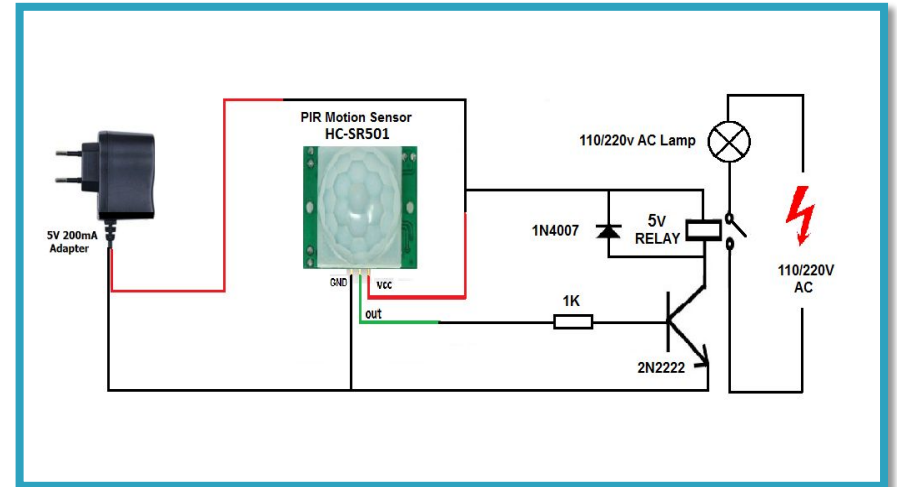 PIR Motion Sensor
HC-SR501
110/220v AC Lamp
5V 200mA
Adapter
1N4007
5V
RELAY
110/220V
AC
GND
vcc
out
1K
2N2222